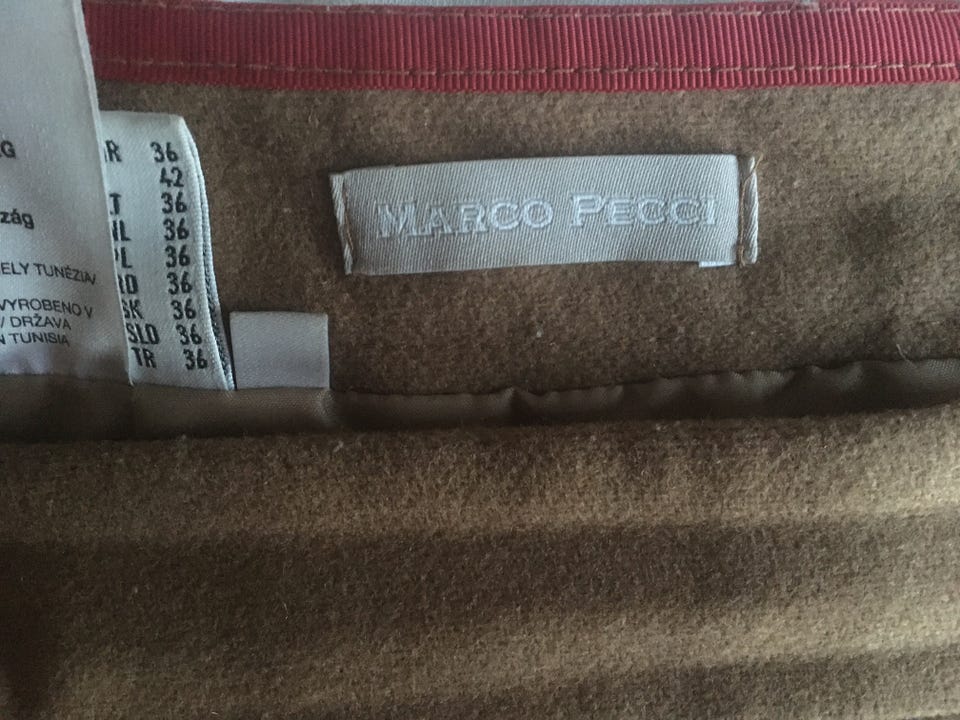 G
zág
ELY TUNÉZIA/
VYROBENO V
/ DRŽAVA
N TUNISIA
R 36
42
T 36
NL 36
PL 36
RO 36
SK 36
SLO 36
TR 36
MARCO PECCI